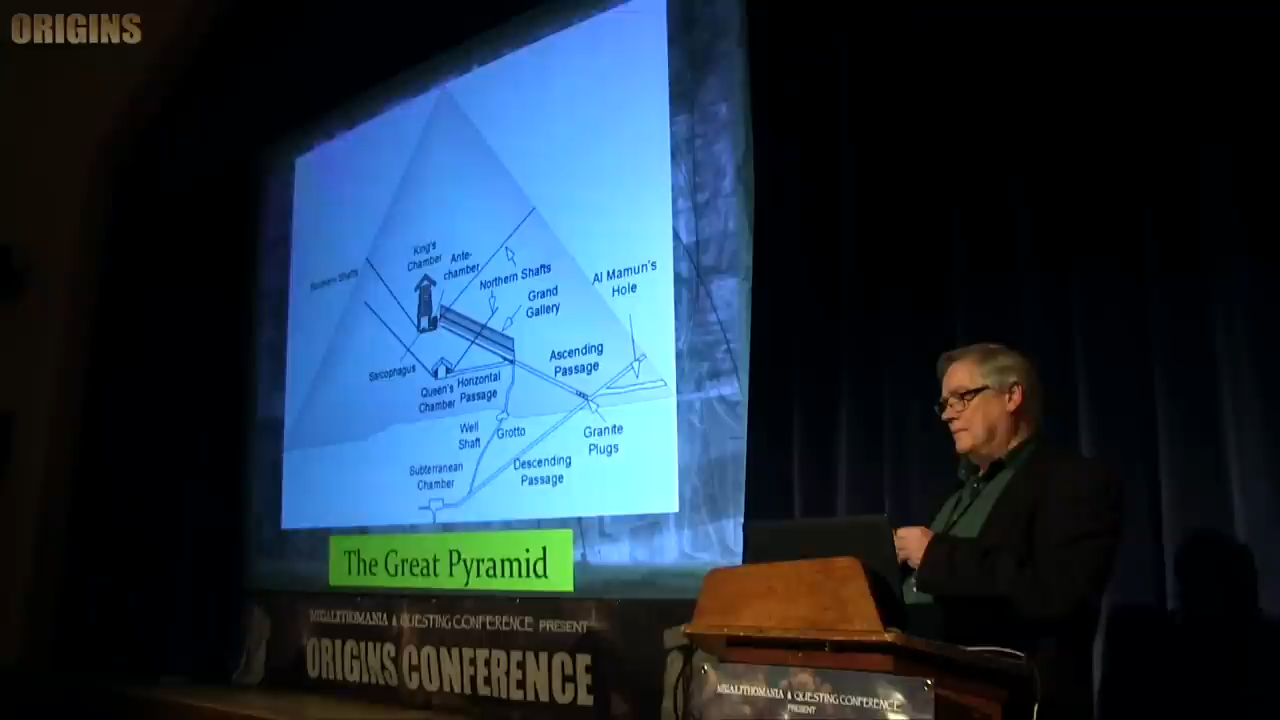 ORIGINS
King's
Chamber
Ante-
chamber
Northern Shafts
Northern Shafts
Grand
Gallery
Al Mamun's
Hole
Sarcophagus
Queen's
Chamber
Horizontal
Passage
Ascending
Passage
Well
Shaft
Grotto
Granite
Plugs
Subterranean
Chamber
Descending
Passage
The Great Pyramid
MEGALITHOMANIA & QUESTING CONFERENCE PRESENT
ORIGINS CONFERENCE
MEGALITHOMANIA & QUESTING CONFERENCE
PRESENT